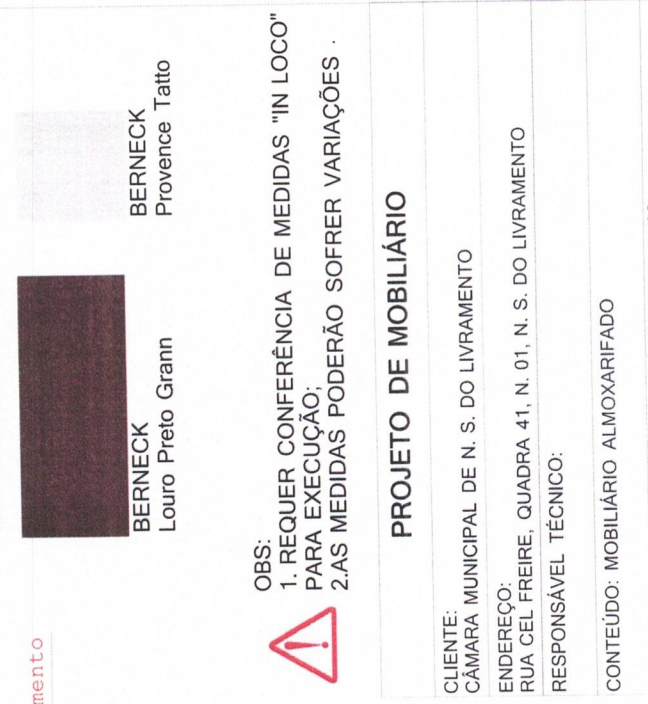 mento
BERNECK
Louro Preto Grann
BERNECK
Provence Tatto
OBS:
1. REQUER CONFERÊNCIA DE MEDIDAS "IN LOCO"
PARA EXECUÇÃO;
2.AS MEDIDAS PODERÃO SOFRER VARIAÇÕES .
PROJETO DE MOBILIÁRIO
CLIENTE:
CÂMARA MUNICIPAL DE N. S. DO LIVRAMENTO
ENDEREÇO:
RUA CEL FREIRE, QUADRA 41, N. 01, N. S. DO LIVRAMENTO
RESPONSÁVEL TÉCNICO:
CONTEÚDO: MOBILIÁRIO ALMOXARIFADO